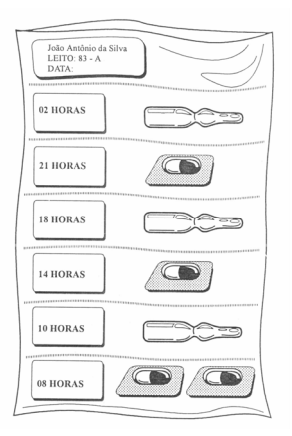 João Antônio da Silva
LEITO: 83 - A
DATA:
02 HORAS
21 HORAS
18 HORAS
14 HORAS
10 HORAS
08 HORAS